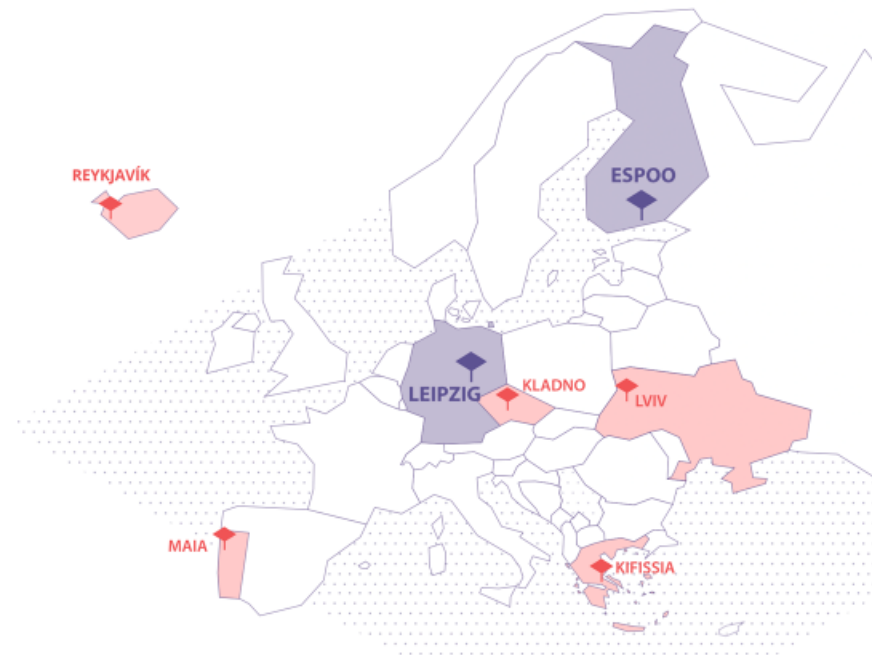 REYKJAVÍK
ESPOO
LEIPZIG
KLADNO
LVIV
MAIA
KIFISSIA